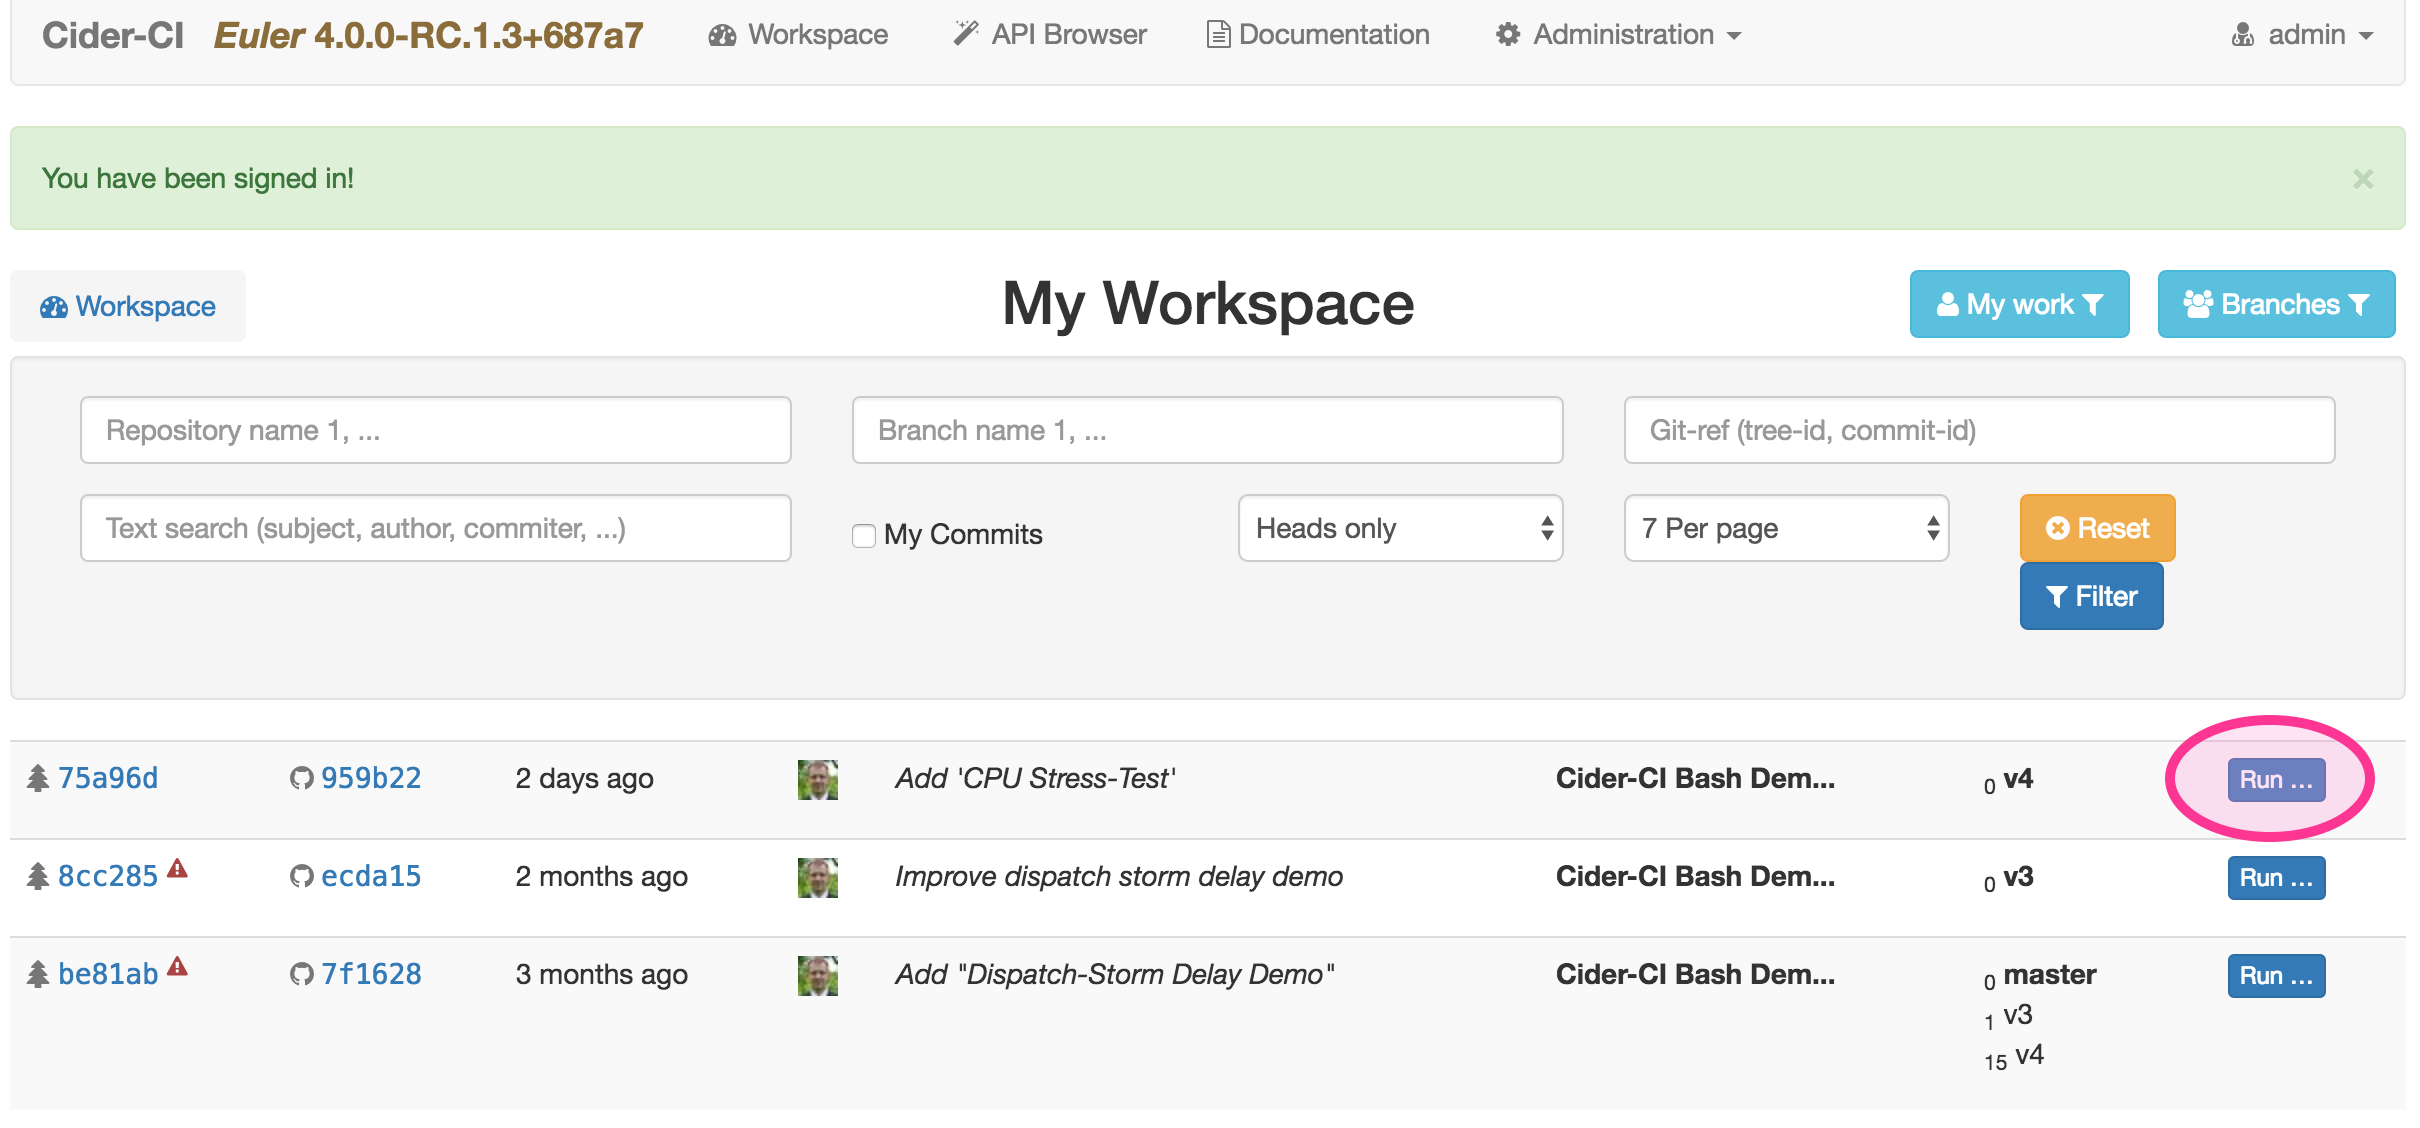 Cider-CI Euler 4.0.0-RC.1.3+687a7 Workspace API Browser Documentation Administration admin
You have been signed in! ×
Workspace My Workspace My work Branches
Repository name 1, ... Branch name 1, ... Git-ref (tree-id, commit-id)
Text search (subject, author, commiter, ...) My Commits Heads only 7 Per page Reset
Filter
75a96d 959b22 2 days ago Add 'CPU Stress-Test' Cider-CI Bash Dem... 0 v4 Run ...
8cc285 ecda15 2 months ago Improve dispatch storm delay demo Cider-CI Bash Dem... 0 v3 Run ...
be81ab 7f1628 3 months ago Add "Dispatch-Storm Delay Demo" Cider-CI Bash Dem... 0 master Run ...
1 v3
15 v4